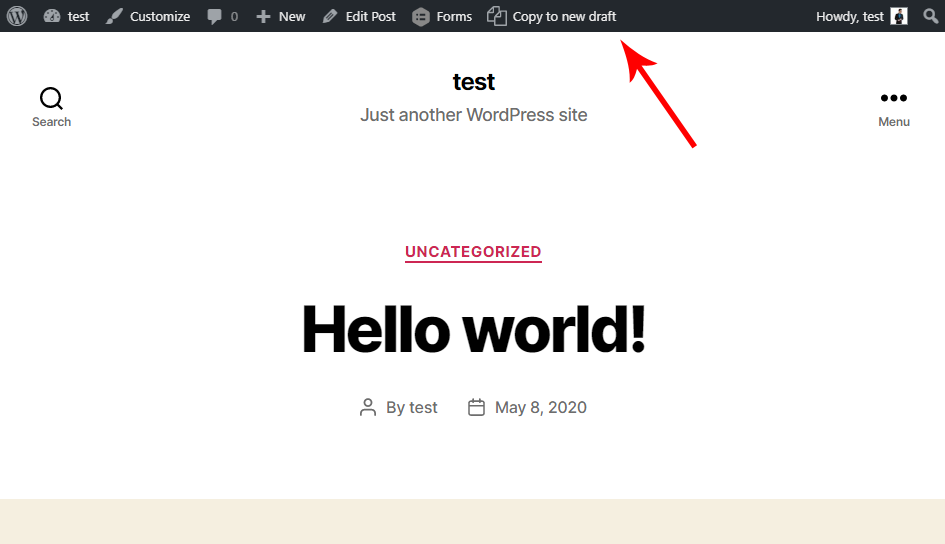 test Customize 0 New Edit Post Forms Copy to new draft Howdy, test
test
Just another WordPress site
Search
Menu
UNCATEGORIZED
Hello world!
By test May 8, 2020